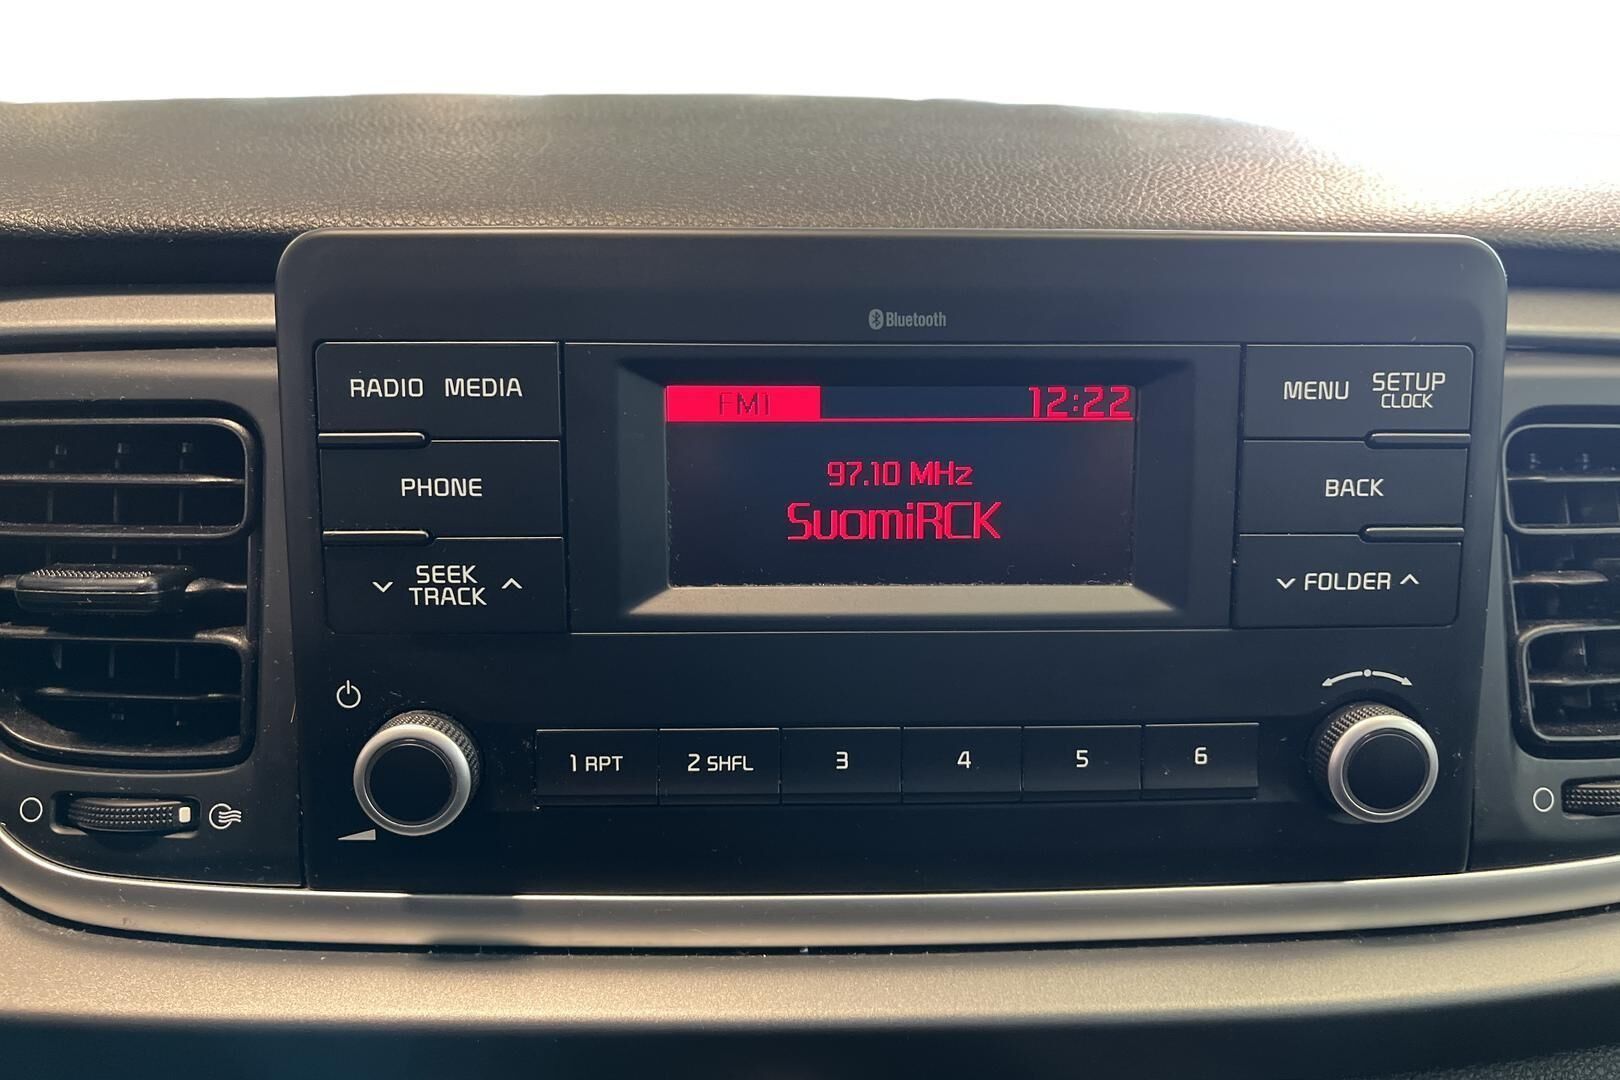 Bluetooth
RADIO MEDIA
FM1 12:22
MENU SETUP
CLOCK
97.10 MHz
PHONE
BACK
SuomiRCK
SEEK
TRACK
FOLDER
1 RPT 2 SHFL 3 4 5 6